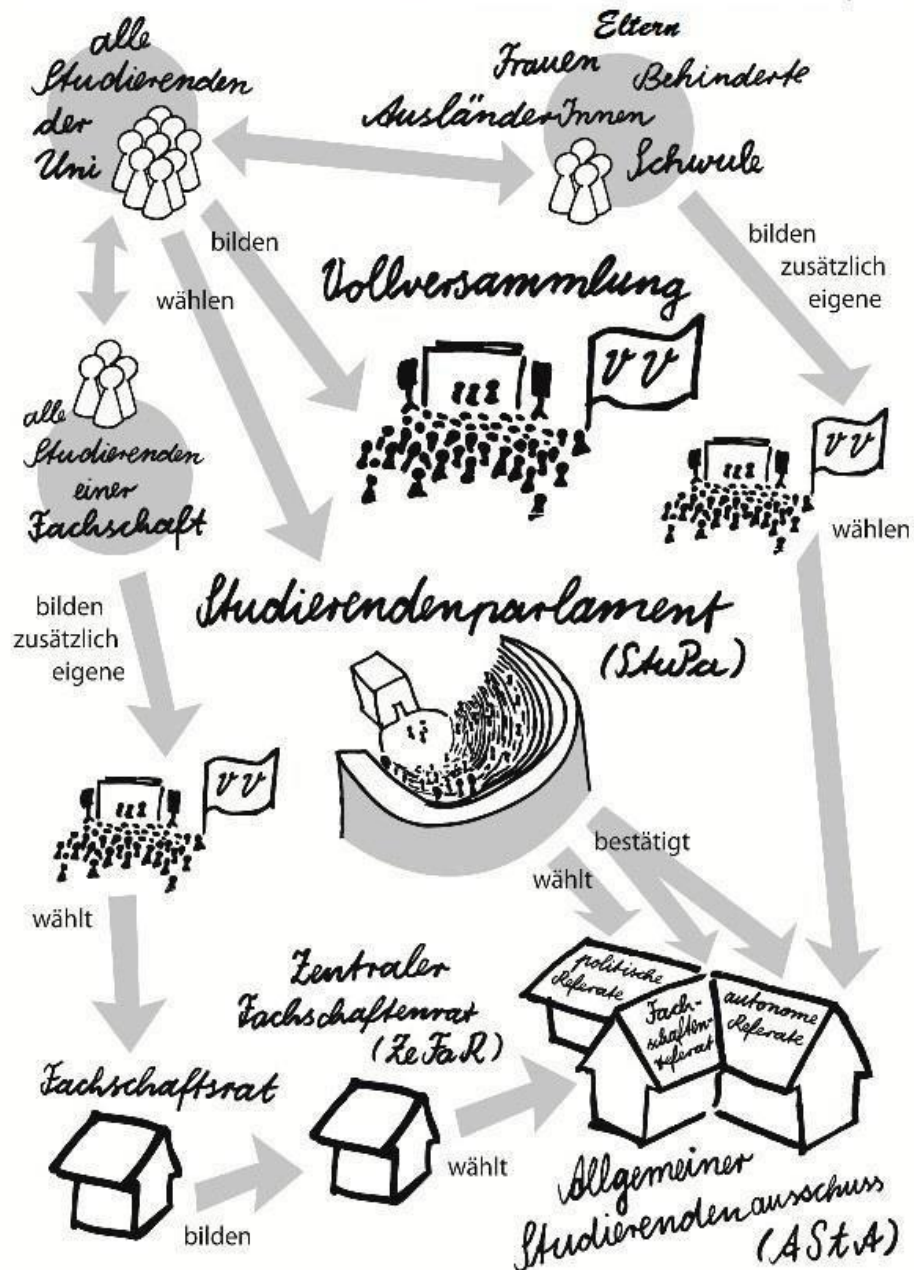 alle
Studierenden
der
Uni
Eltern
Frauen
Behinderte
AusländerInnen
Schwule
bilden
wählen
bilden
zusätzlich
eigene
Vollversammlung
VV
alle
Studierenden
einer
Fachschaft
VV
wählen
bilden
zusätzlich
eigene
Studierendenparlament
(StuPa)
VV
bestätigt
wählt
wählt
Zentraler
Fachschaftenrat
(ZeFaR)
politische
Referate
Fach-
schaften-
referat
autonome
Referate
Fachschaftsrat
wählt
bilden
Allgemeiner
Studierendenausschuss
(AStA)